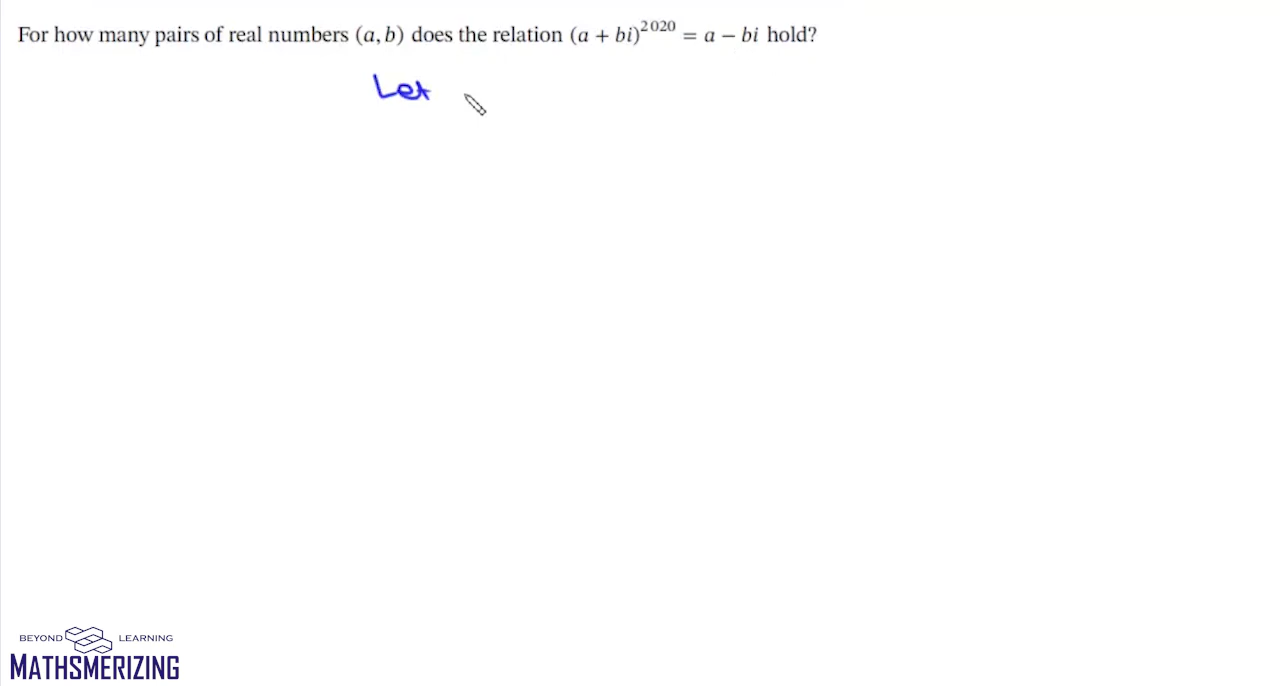 For how many pairs of real numbers (a, b) does the relation (a + bi)²⁰²⁰ = a − bi hold?
Let
BEYOND LEARNING
MATHSMERIZING